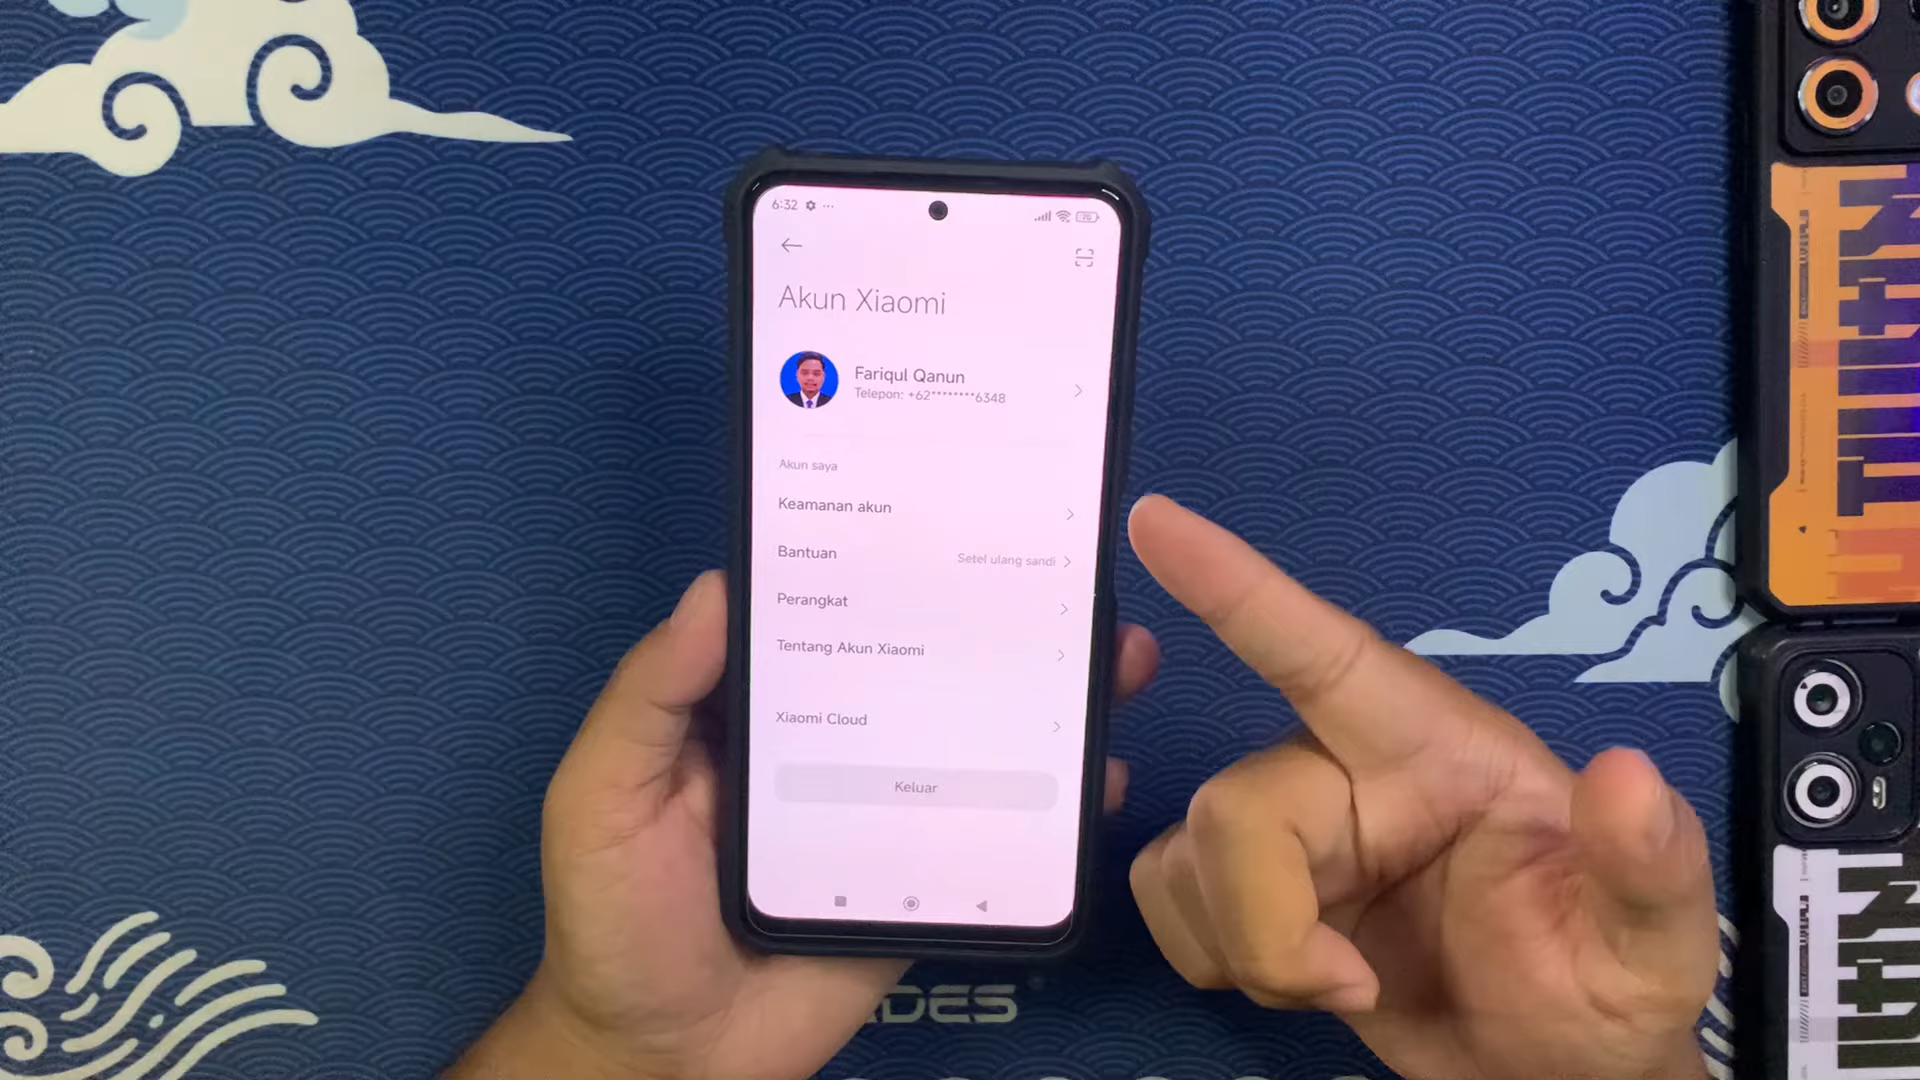 6:32
Akun Xiaomi
Fariqul Qanun
Telepon: +62********6348
Akun saya
Keamanan akun
Bantuan
Setel ulang sandi
Perangkat
Tentang Akun Xiaomi
Xiaomi Cloud
Keluar